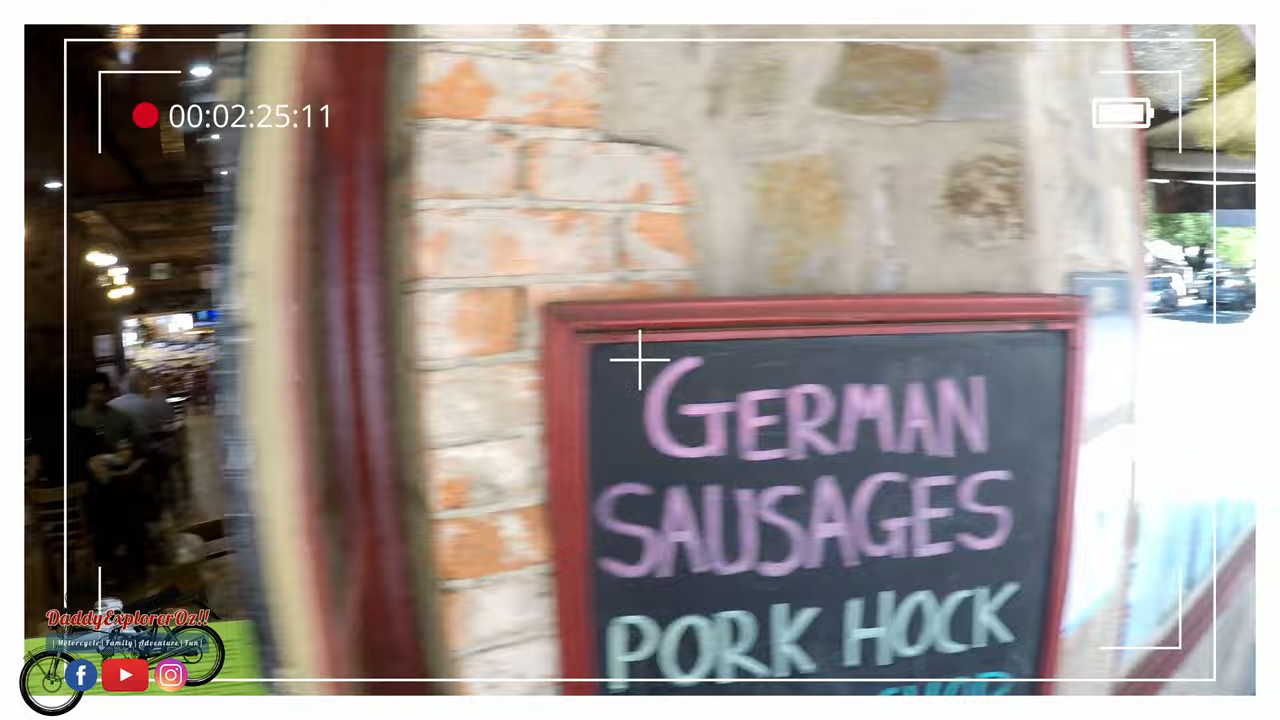 00:02:25:11
GERMAN
SAUSAGES
PORK HOCK
DaddyExplorerOz!!
| Motorcycle | Family | Adventure | Fun |